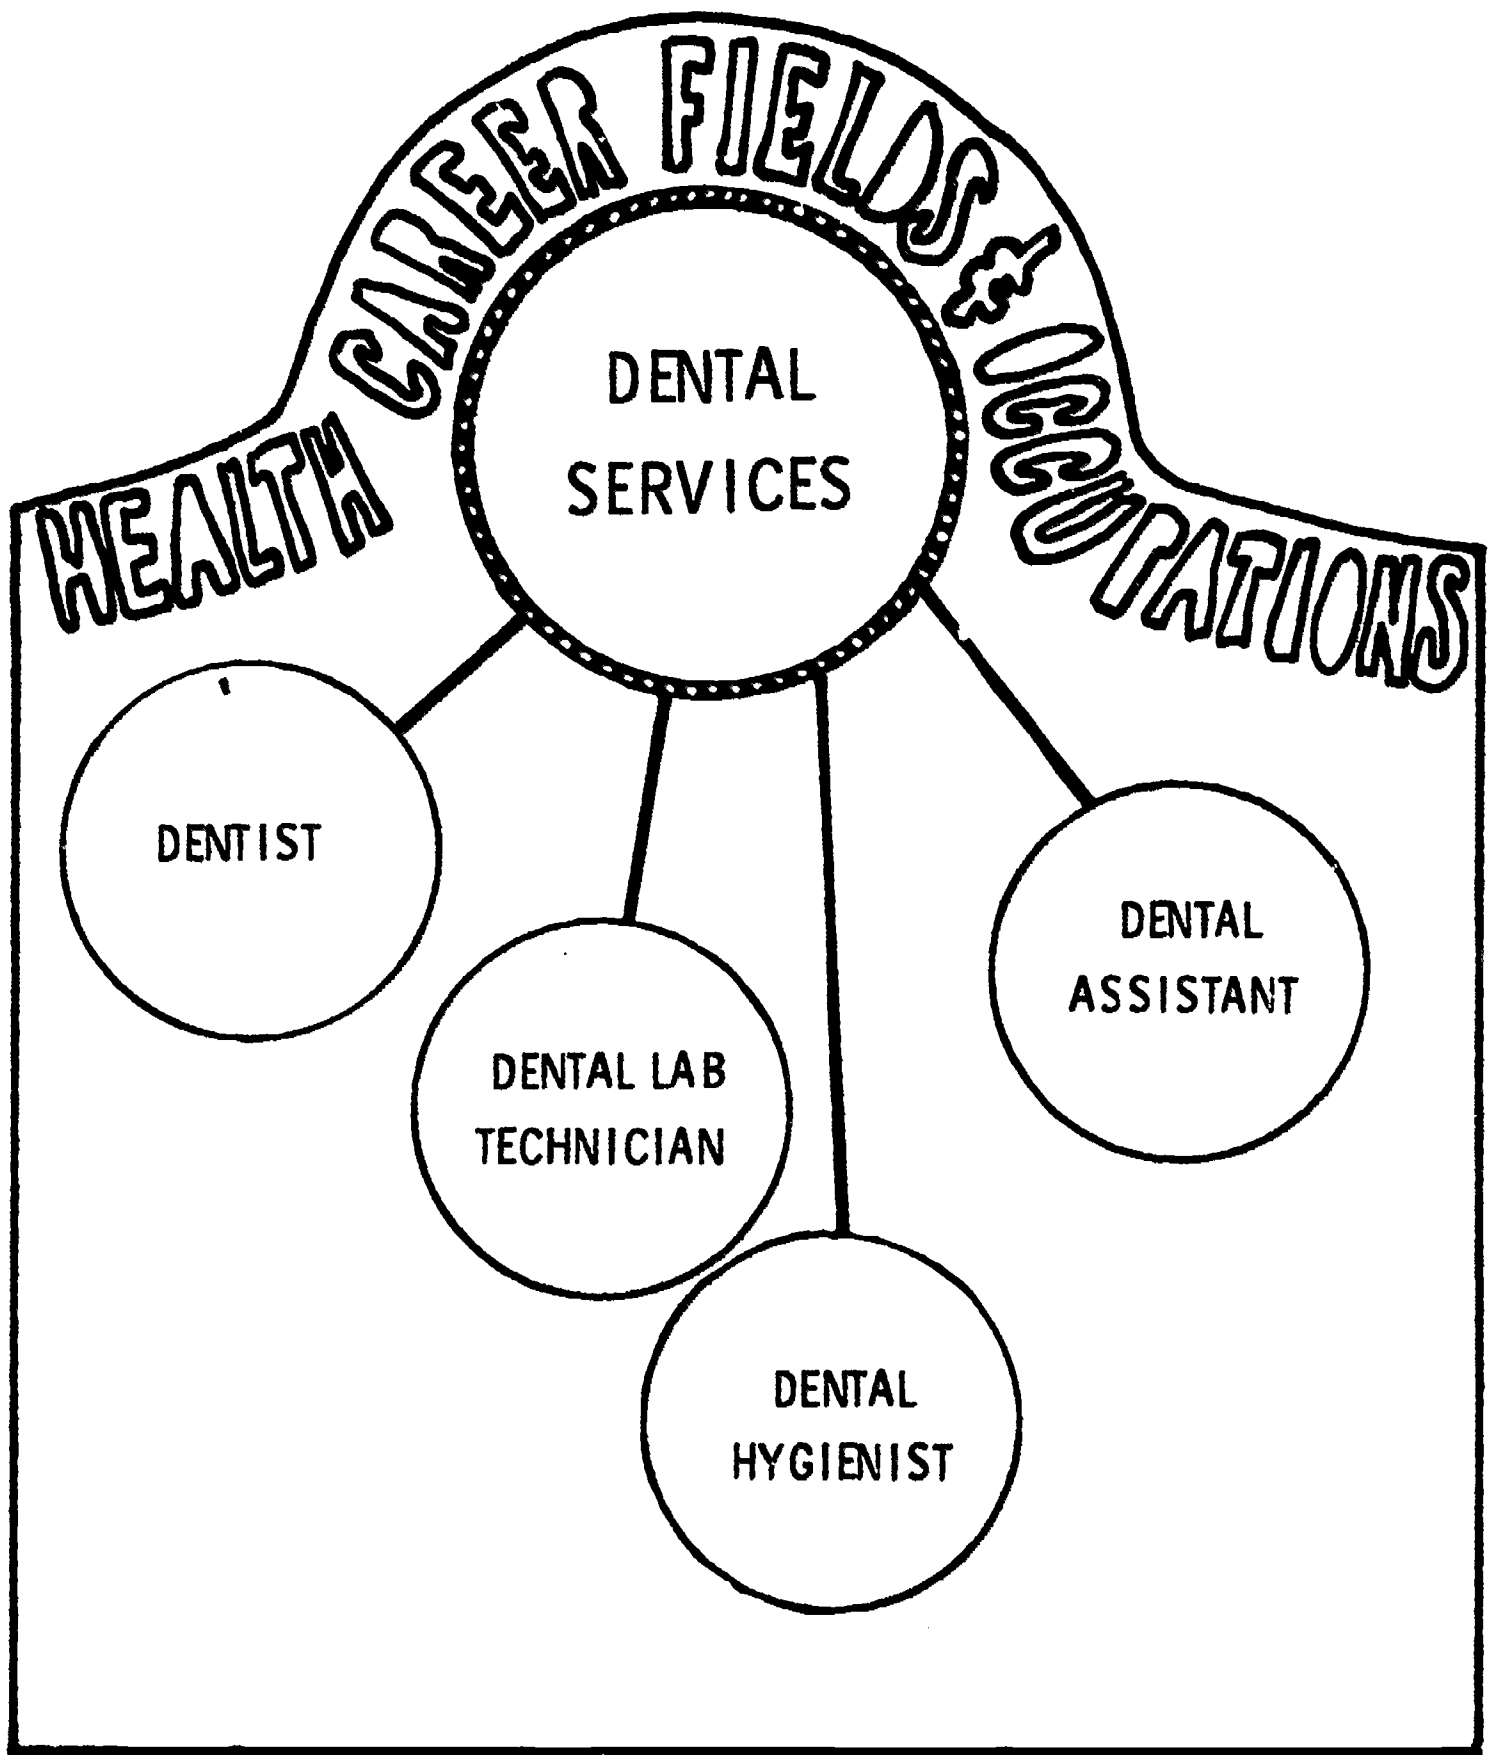 HEALTH CAREER FIELDS & OCCUPATIONS
DENTAL
SERVICES
DENTIST
DENTAL LAB
TECHNICIAN
DENTAL
ASSISTANT
DENTAL
HYGIENIST